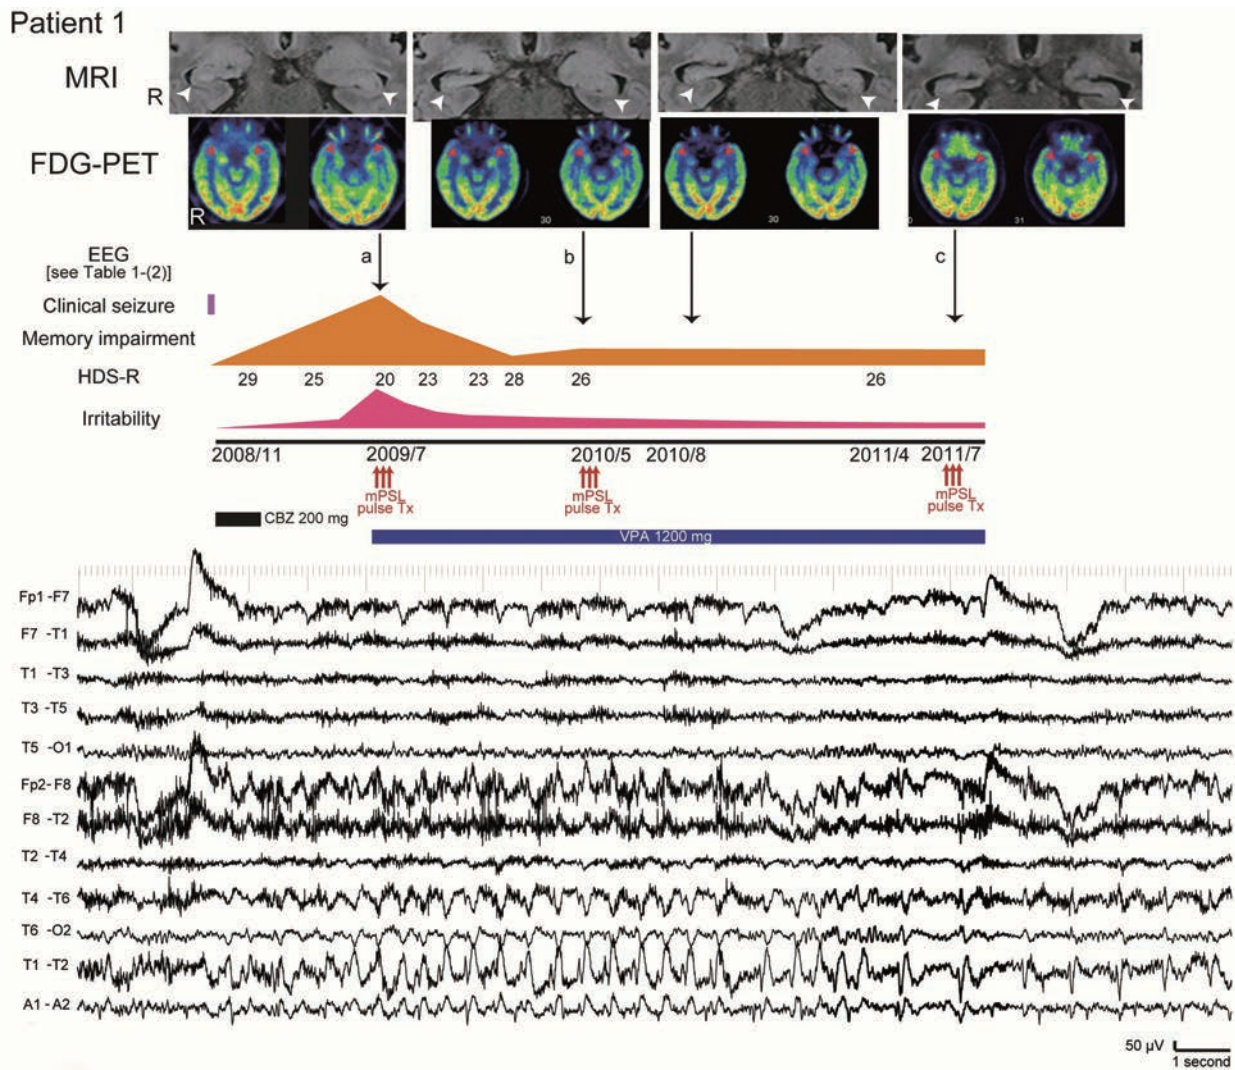 Patient 1
MRI
R
FDG-PET
R
30
30
0
31
EEG
[see Table 1-(2)]
a
b
c
Clinical seizure
Memory impairment
HDS-R
29 25 20 23 23 28 26 26
Irritability
2008/11 2009/7 2010/5 2010/8 2011/4 2011/7
mPSL
pulse Tx
mPSL
pulse Tx
mPSL
pulse Tx
CBZ 200 mg
VPA 1200 mg
Fp1 -F7
F7 -T1
T1 -T3
T3 -T5
T5 -O1
Fp2- F8
F8 -T2
T2 -T4
T4 -T6
T6 -O2
T1 -T2
A1 - A2
50 µV
1 second